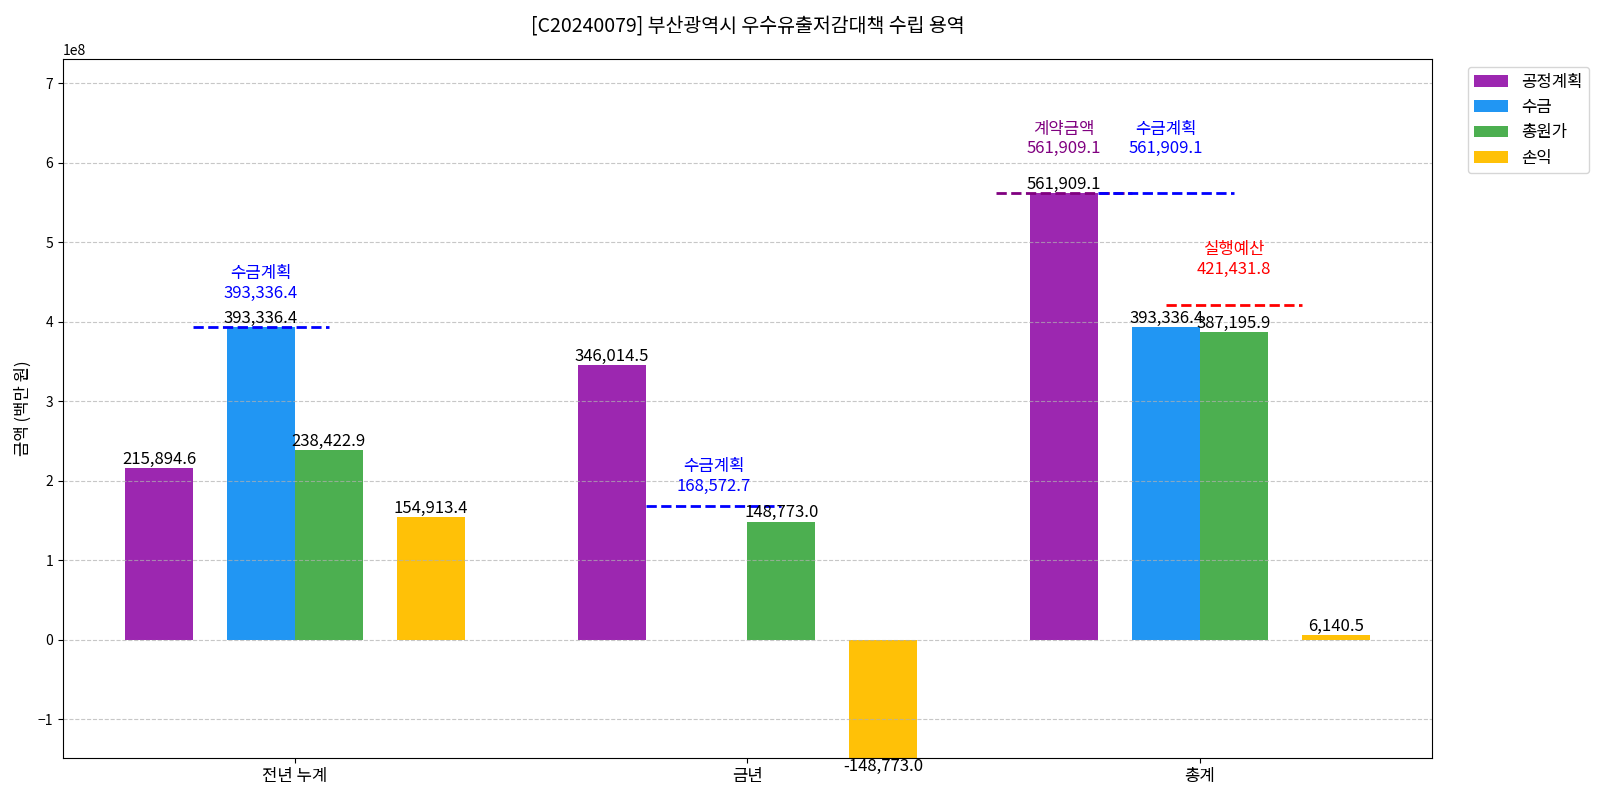 [C20240079] 부산광역시 우수유출저감대책 수립 용역
1e8
공정계획
수금
총원가
손익
금액 (백만 원)
7
6
5
4
3
2
1
0
−1
계약금액
561,909.1
수금계획
561,909.1
561,909.1
실행예산
421,431.8
수금계획
393,336.4
393,336.4
393,336.4
387,195.9
346,014.5
238,422.9
215,894.6
수금계획
168,572.7
154,913.4
148,773.0
6,140.5
-148,773.0
전년 누계
금년
총계